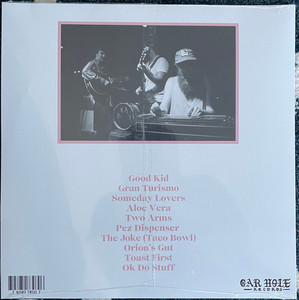 Good Kid
Gran Turismo
Someday Lovers
Aloe Vera
Two Arms
Pez Dispenser
The Joke (Taco Bowl)
Orion's Gut
Toast First
Ok Do Stuff
CAR HOLE
RECORDS